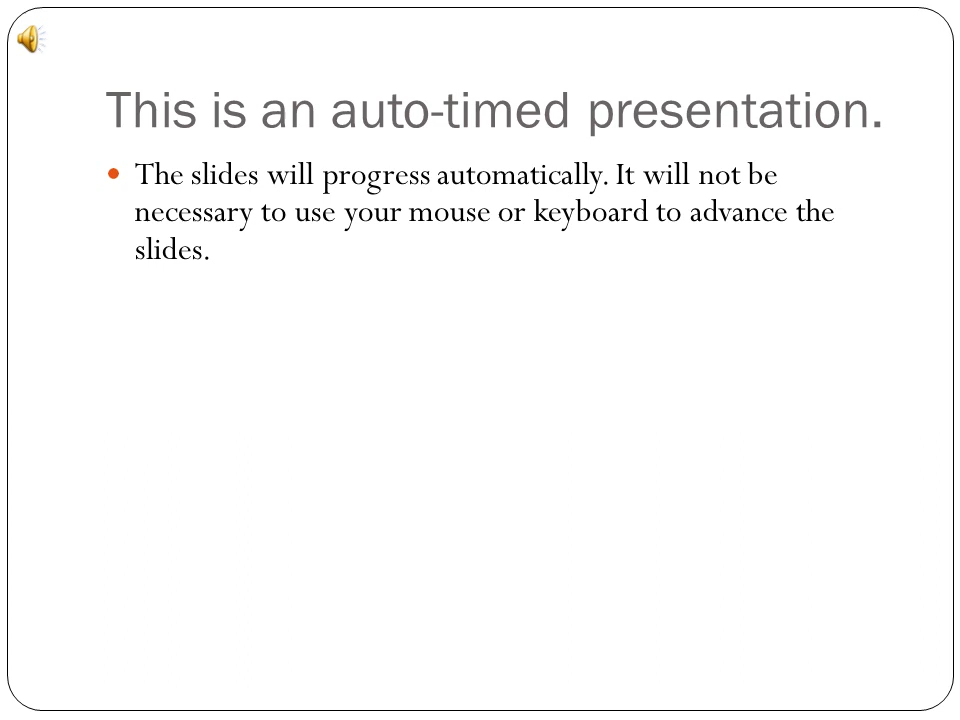 This is an auto-timed presentation.
The slides will progress automatically. It will not be
necessary to use your mouse or keyboard to advance the
slides.